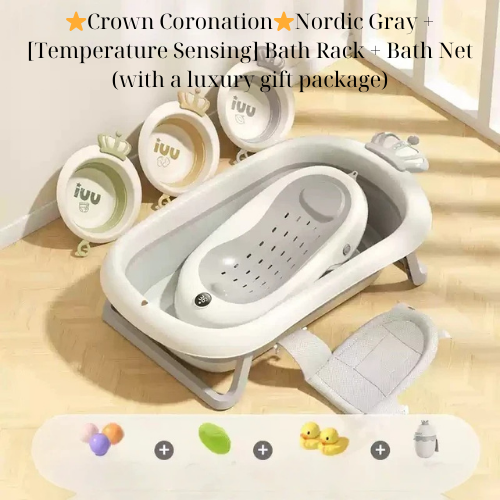 ⭐Crown Coronation⭐Nordic Gray +
[Temperature Sensing] Bath Rack + Bath Net
(with a luxury gift package)
iuu
iuu
iuu